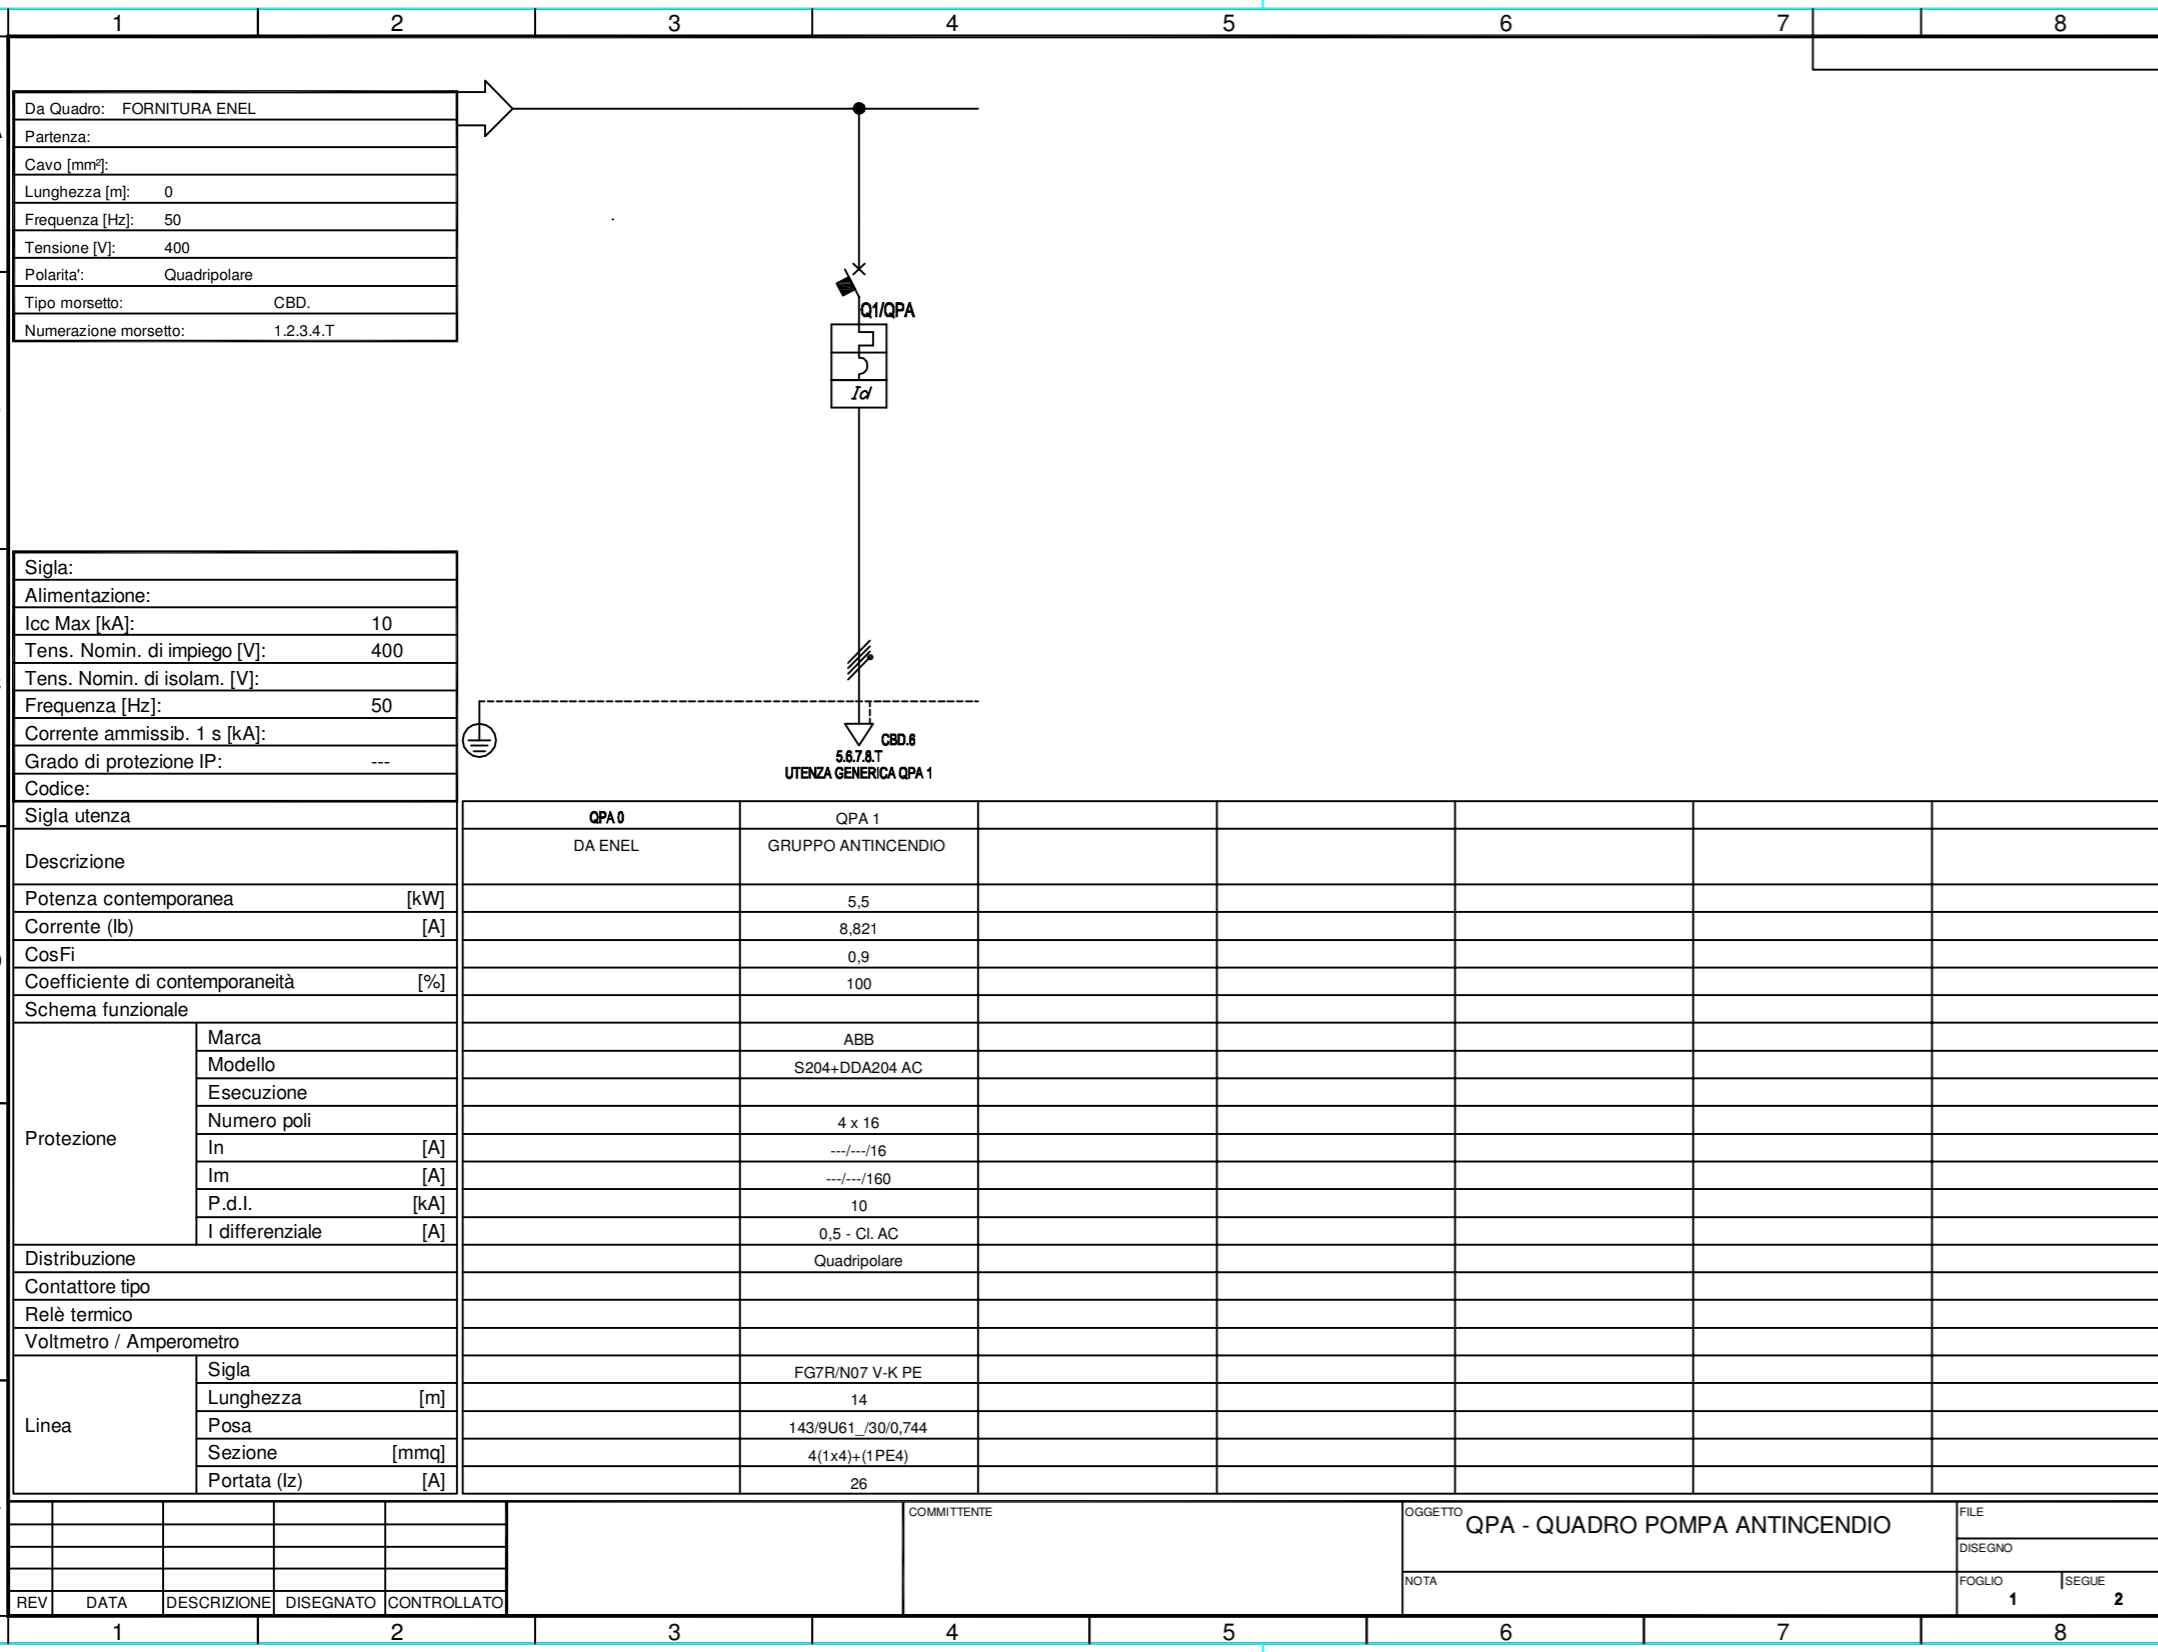 1 2 3 4 5 6 7 8
Da Quadro: FORNITURA ENEL
Partenza:
Cavo [mm²]:
Lunghezza [m]: 0
Frequenza [Hz]: 50
Tensione [V]: 400
Polarita': Quadripolare
Tipo morsetto: CBD.
Numerazione morsetto: 1.2.3.4.T
Q1/QPA
Id
Sigla:
Alimentazione:
Icc Max [kA]: 10
Tens. Nomin. di impiego [V]: 400
Tens. Nomin. di isolam. [V]:
Frequenza [Hz]: 50
Corrente ammissib. 1 s [kA]:
Grado di protezione IP: ---
Codice:
CBD.6
5.6.7.8.T
UTENZA GENERICA QPA 1
Sigla utenza QPA 0 QPA 1
Descrizione DA ENEL GRUPPO ANTINCENDIO
Potenza contemporanea [kW] 5,5
Corrente (Ib) [A] 8,821
CosFi 0,9
Coefficiente di contemporaneità [%] 100
Schema funzionale
Protezione
Marca ABB
Modello S204+DDA204 AC
Esecuzione
Numero poli 4 x 16
In [A] ---/---/16
Im [A] ---/---/160
P.d.I. [kA] 10
I differenziale [A] 0,5 - Cl. AC
Distribuzione Quadripolare
Contattore tipo
Relè termico
Voltmetro / Amperometro
Linea
Sigla FG7R/N07 V-K PE
Lunghezza [m] 14
Posa 143/9U61_/30/0,744
Sezione [mmq] 4(1x4)+(1PE4)
Portata (Iz) [A] 26
REV DATA DESCRIZIONE DISEGNATO CONTROLLATO
COMMITTENTE
OGGETTO QPA - QUADRO POMPA ANTINCENDIO
NOTA
FILE
DISEGNO
FOGLIO 1 SEGUE 2
1 2 3 4 5 6 7 8